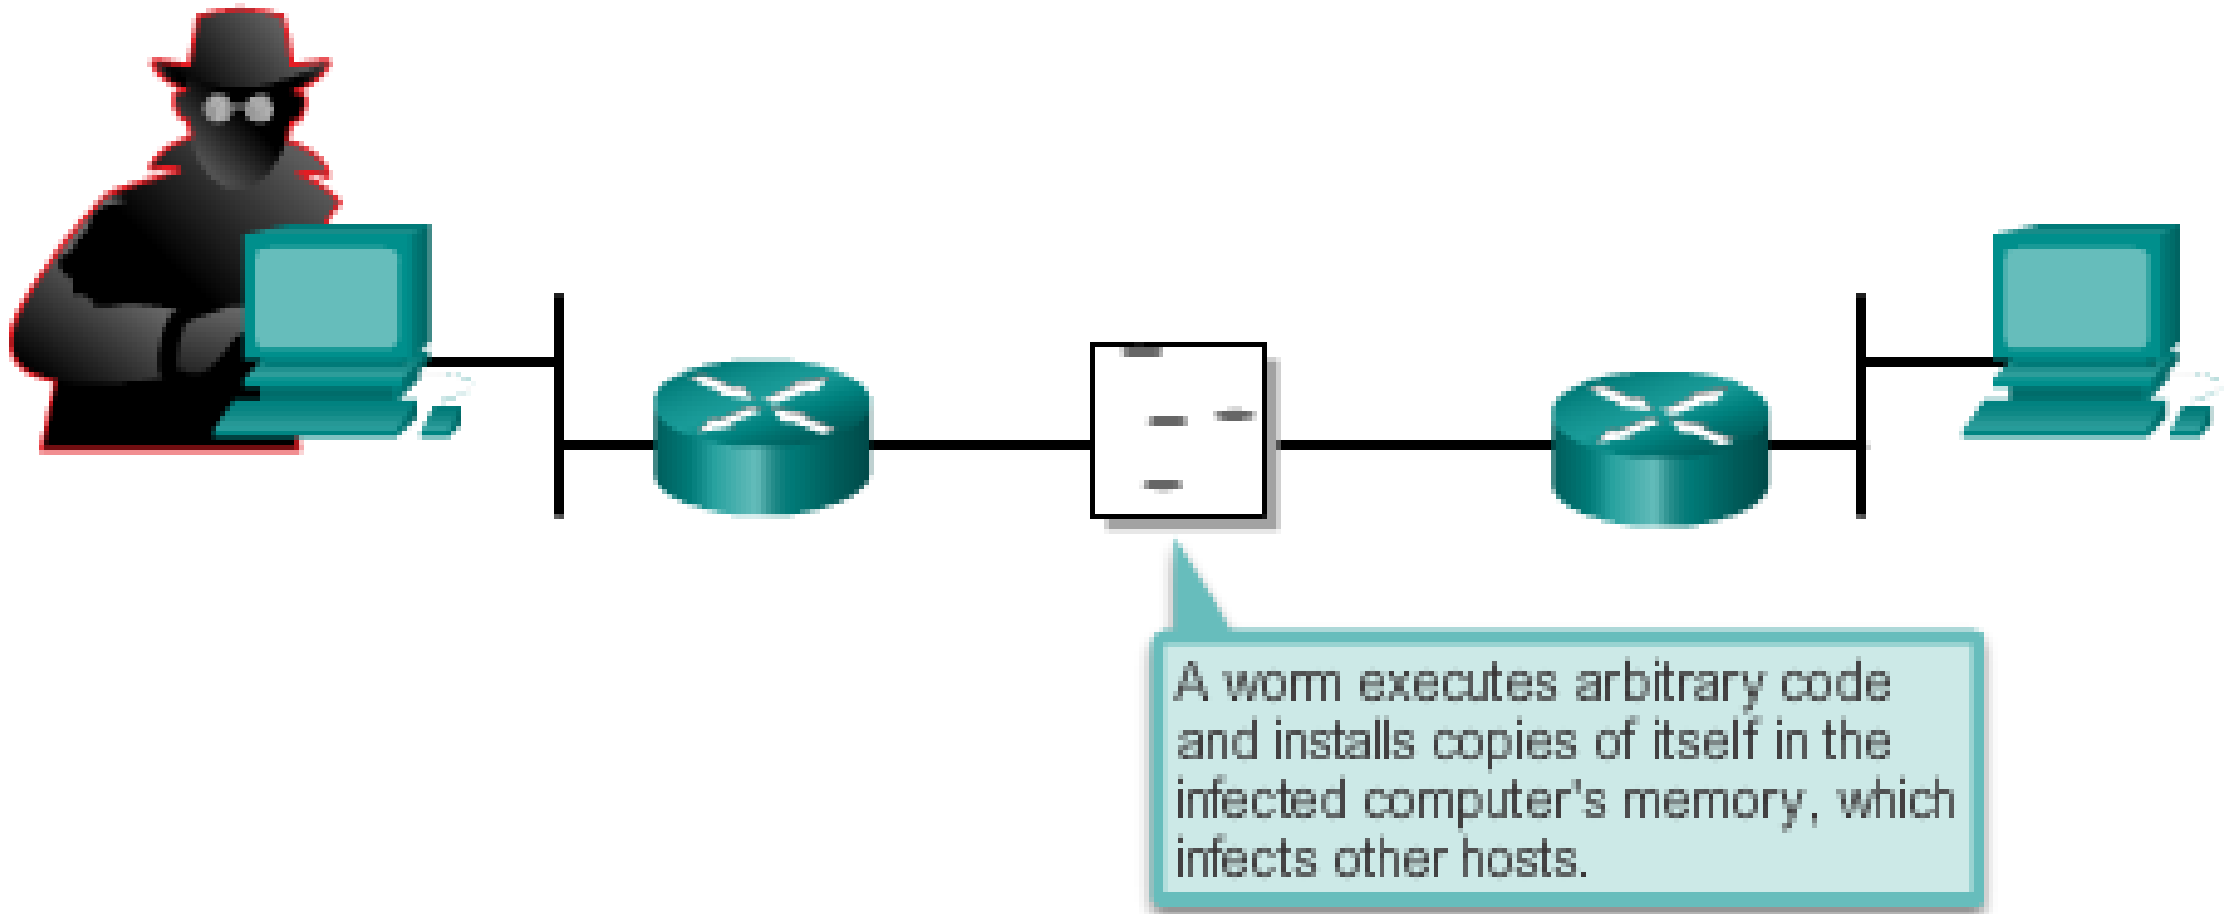 A worm executes arbitrary code
and installs copies of itself in the
infected computer's memory, which
infects other hosts.